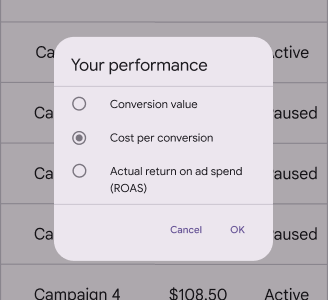 Ca ctive
Your performance
Conversion value
Ca aused
Cost per conversion
Ca aused
Actual return on ad spend
(ROAS)
Ca aused
Cancel OK
Campaign 4 $108.50 Active